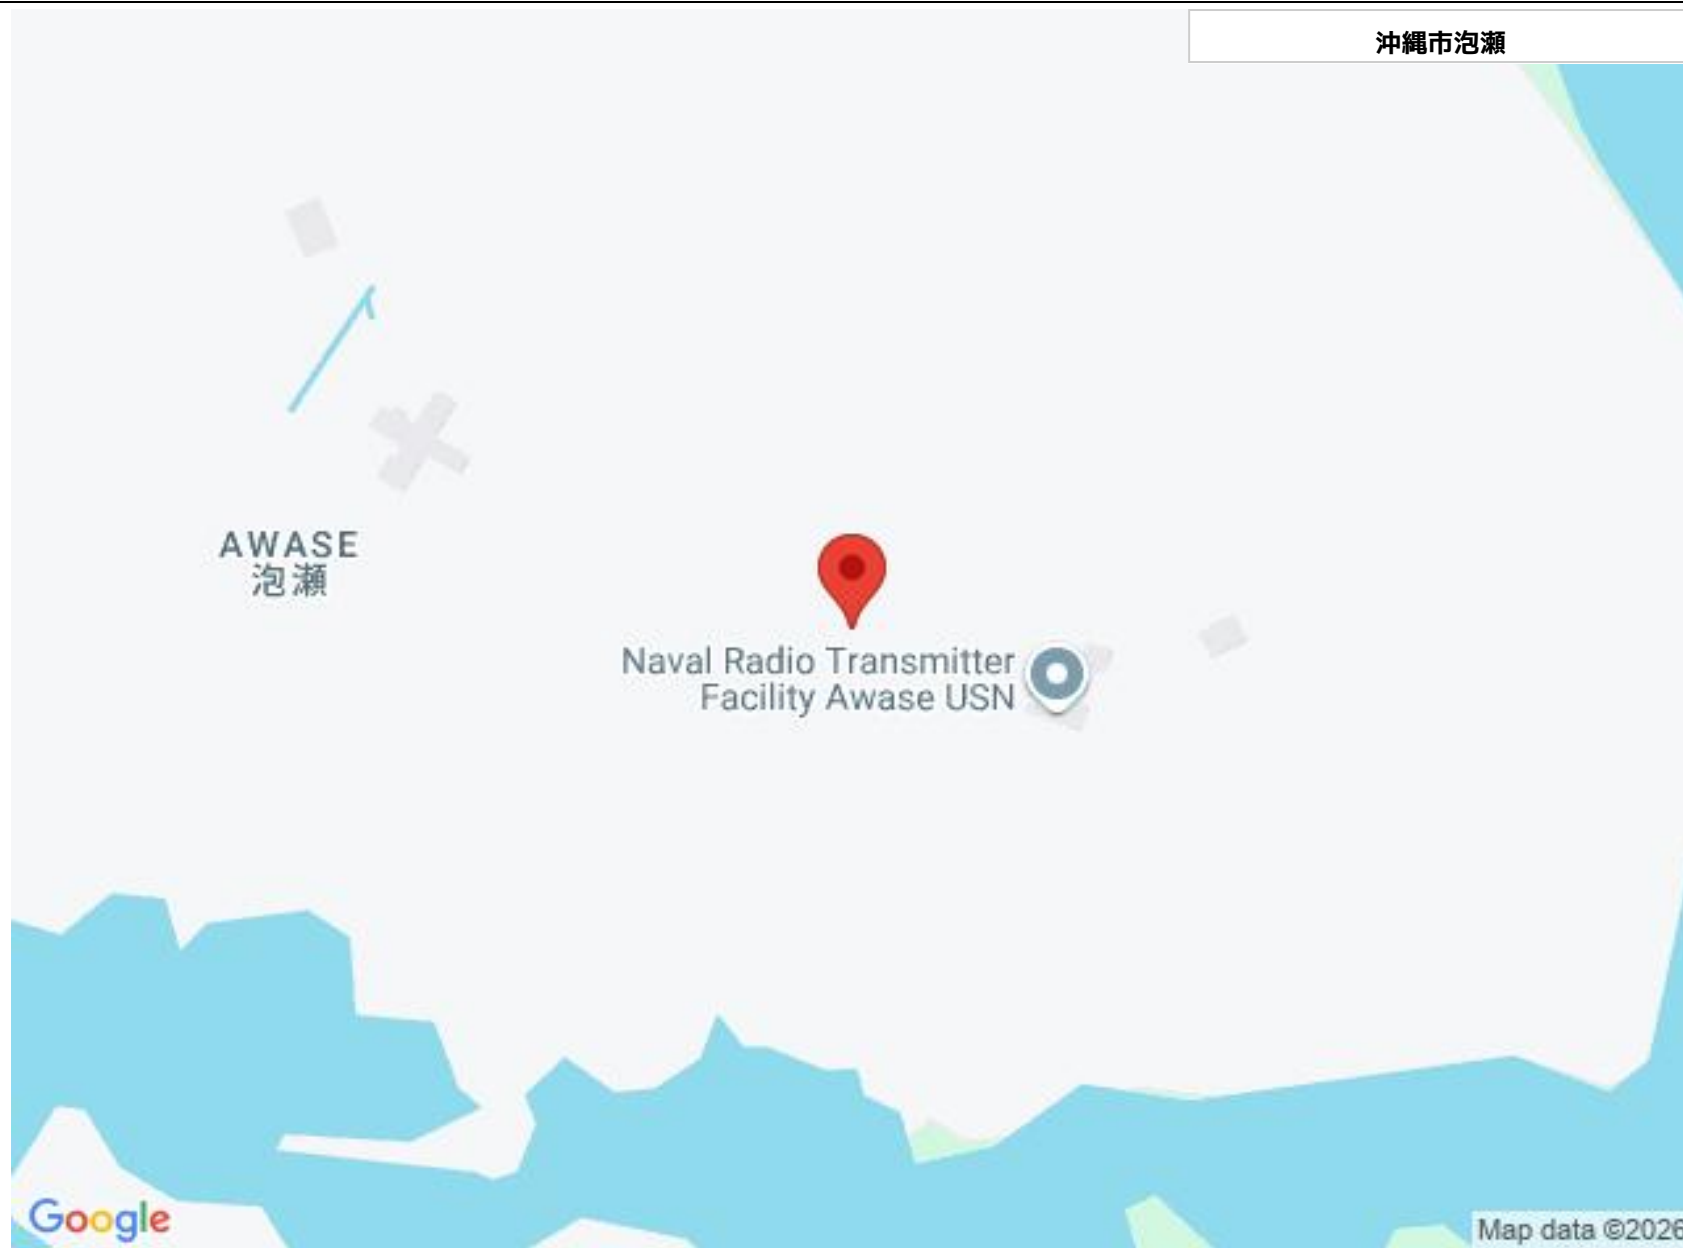 沖縄市泡瀬
AWASE
泡瀬
Naval Radio Transmitter
Facility Awase USN
Google
Map data ©2026